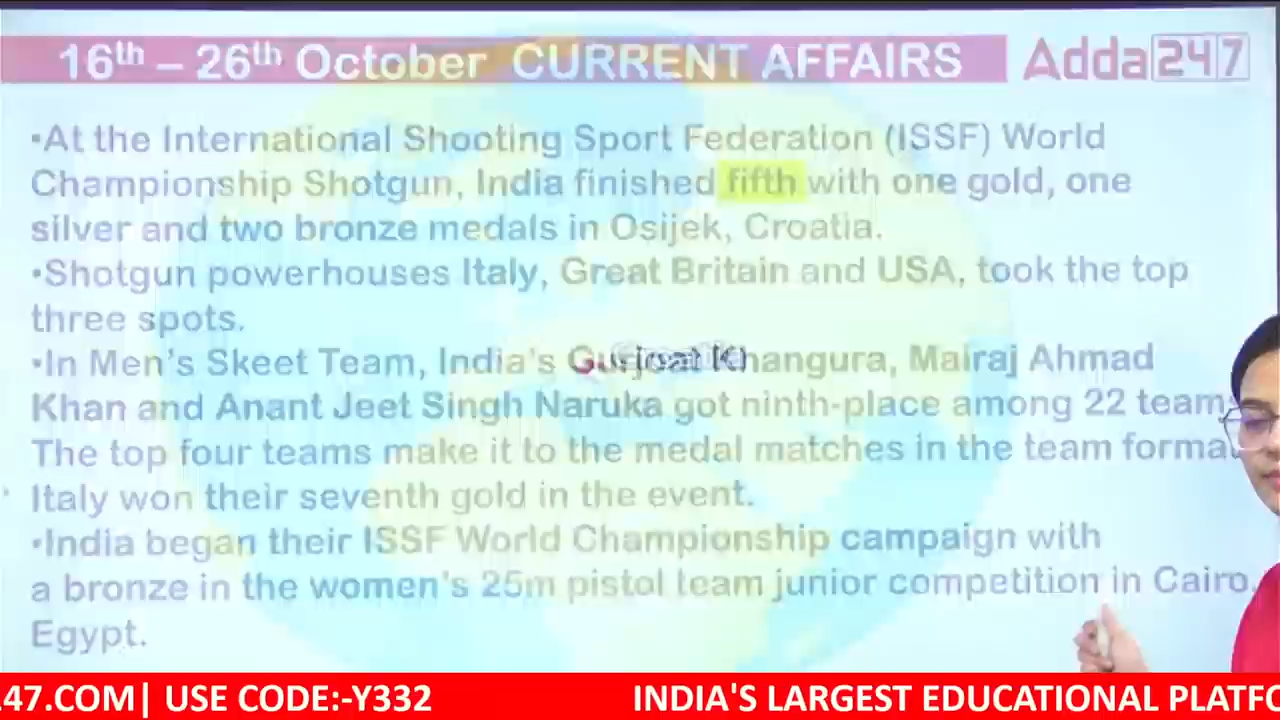 16th – 26th October CURRENT AFFAIRS
Adda247
•At the International Shooting Sport Federation (ISSF) World
Championship Shotgun, India finished fifth with one gold, one
silver and two bronze medals in Osijek, Croatia.
•Shotgun powerhouses Italy, Great Britain and USA, took the top
three spots.
•In Men's Skeet Team, India's Gurjoat Khangura, Mairaj Ahmad
Khan and Anant Jeet Singh Naruka got ninth-place among 22 teams
The top four teams make it to the medal matches in the team
Italy won their seventh gold in the event.
•India began their ISSF World Championship campaign with
a bronze in the women's 25m pistol team junior competition in Cairo,
Egypt.
47.COM| USE CODE:-Y332
INDIA'S LARGEST EDUCATIONAL